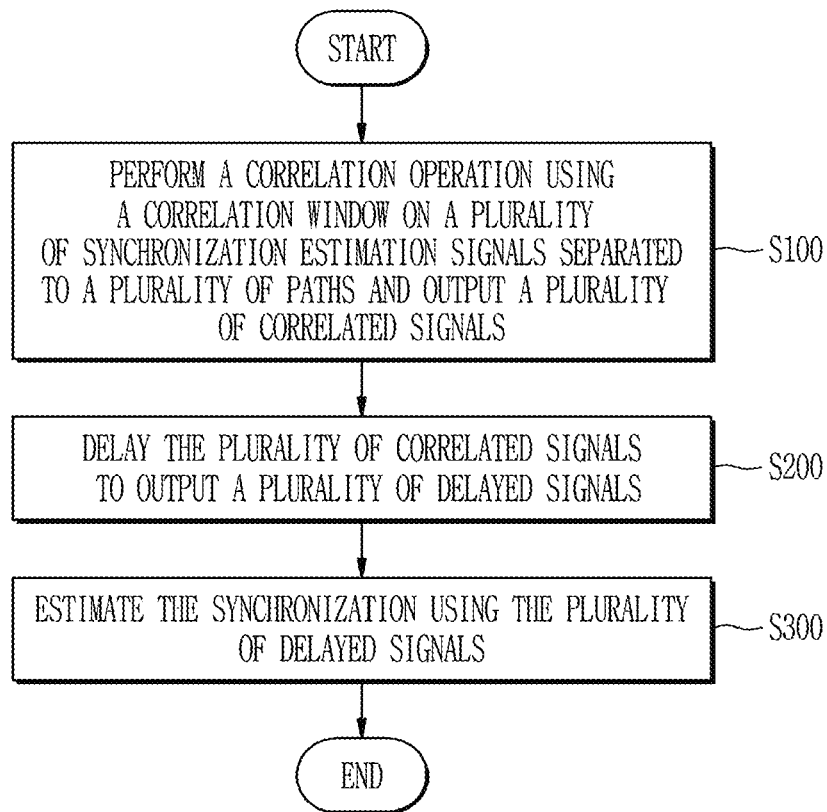 START
PERFORM A CORRELATION OPERATION USING
A CORRELATION WINDOW ON A PLURALITY
OF SYNCHRONIZATION ESTIMATION SIGNALS SEPARATED
TO A PLURALITY OF PATHS AND OUTPUT A PLURALITY
OF CORRELATED SIGNALS
S100
DELAY THE PLURALITY OF CORRELATED SIGNALS
TO OUTPUT A PLURALITY OF DELAYED SIGNALS
S200
ESTIMATE THE SYNCHRONIZATION USING THE PLURALITY
OF DELAYED SIGNALS
S300
END